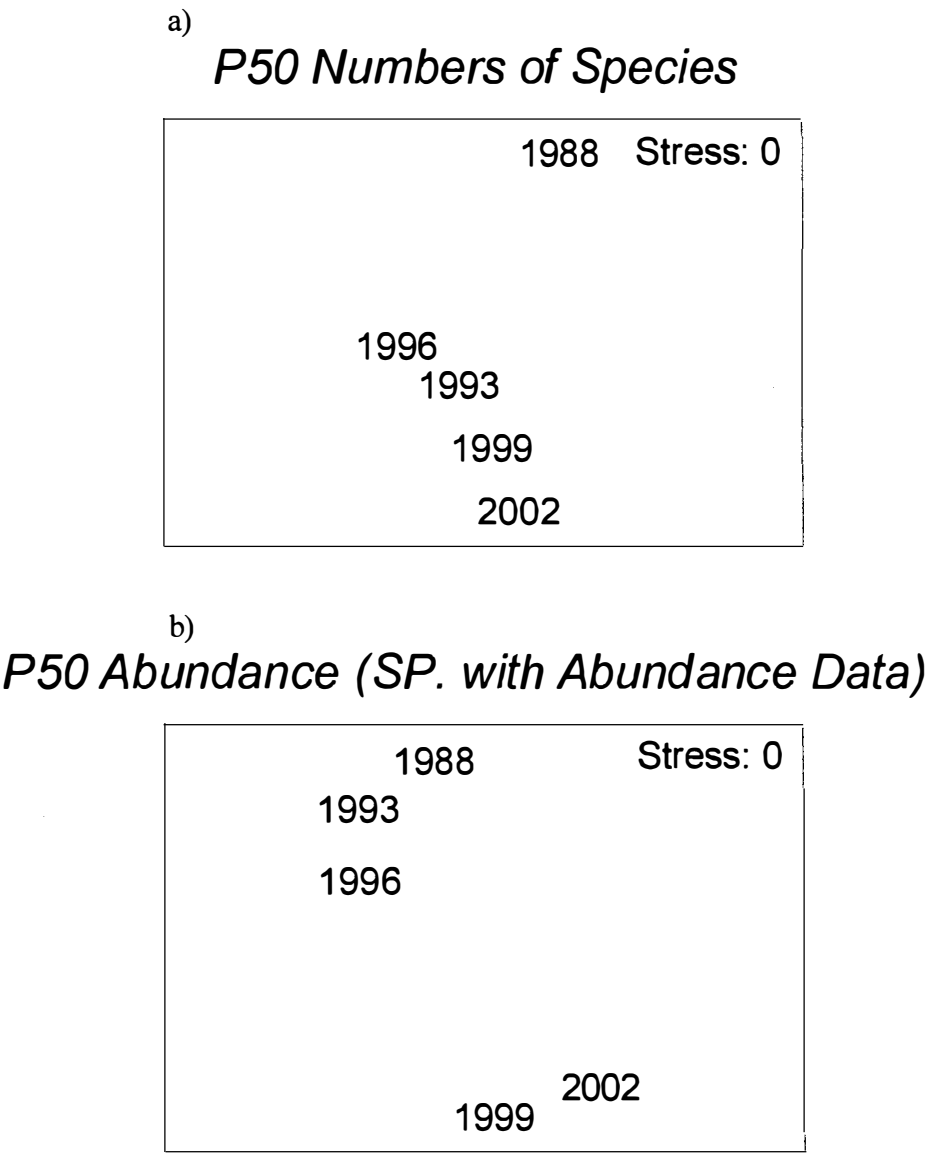 a)
P50 Numbers of Species
1988 Stress: 0
1996
1993
1999
2002
b)
P50 Abundance (SP. with Abundance Data)
1988 Stress: 0
1993
1996
2002
1999